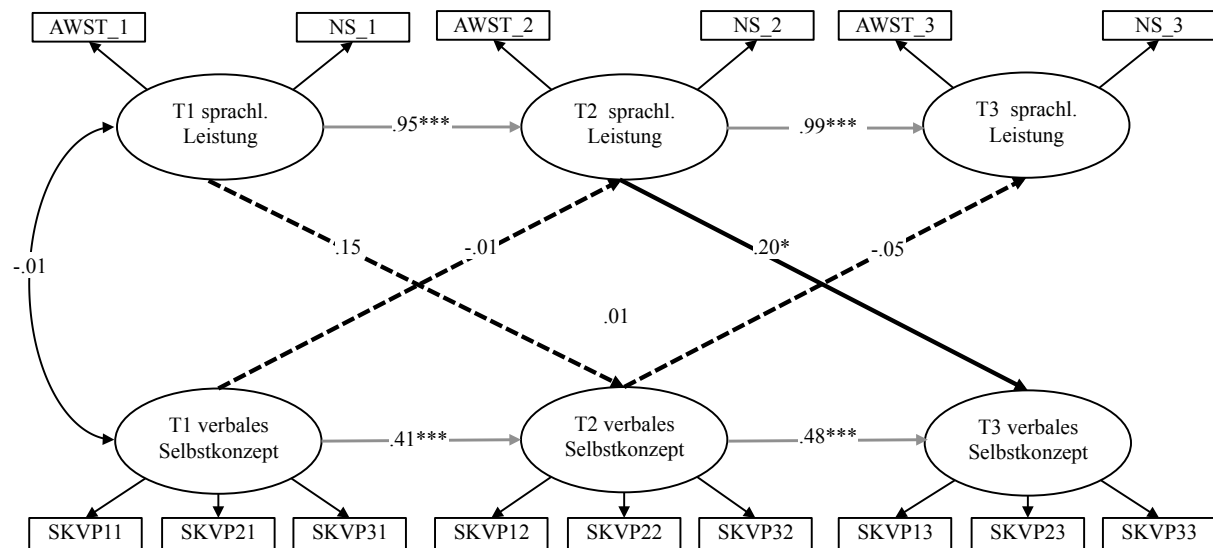 AWST_1
NS_1
AWST_2
NS_2
AWST_3
NS_3
T1 sprachl.
Leistung
.95***
T2 sprachl.
Leistung
.99***
T3 sprachl.
Leistung
-.01
.15
-.01
.20*
-.05
.01
T1 verbales
Selbstkonzept
.41***
T2 verbales
Selbstkonzept
.48***
T3 verbales
Selbstkonzept
SKVP11
SKVP21
SKVP31
SKVP12
SKVP22
SKVP32
SKVP13
SKVP23
SKVP33